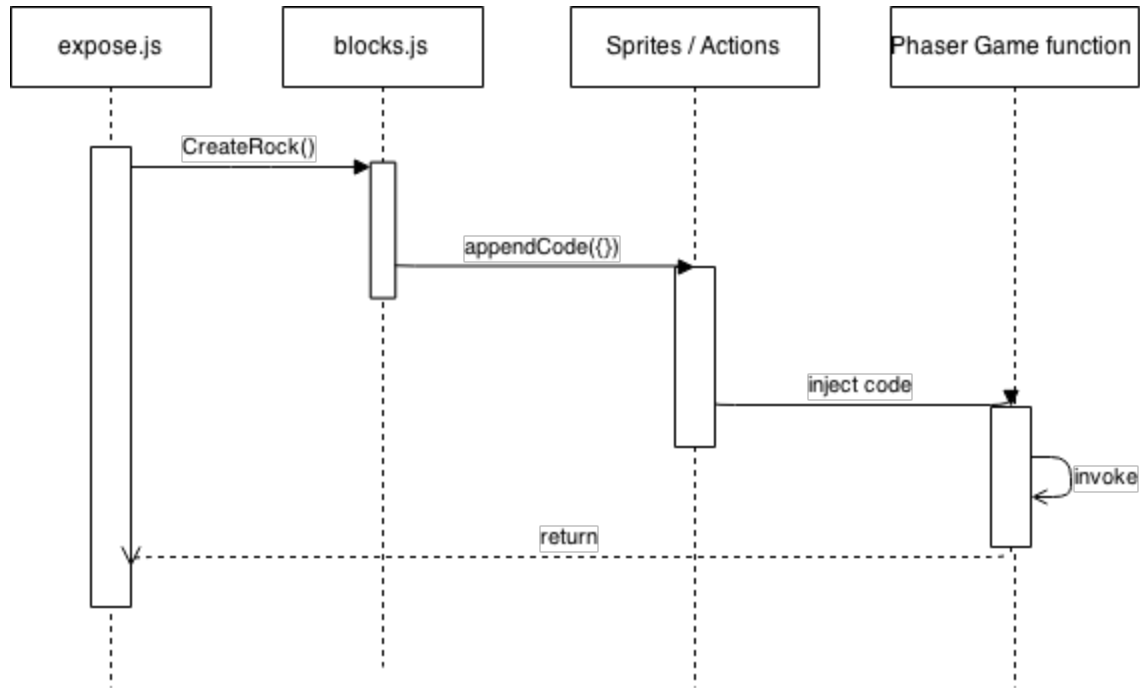 expose.js
blocks.js
Sprites / Actions
Phaser Game function
CreateRock()
appendCode({})
inject code
invoke
return